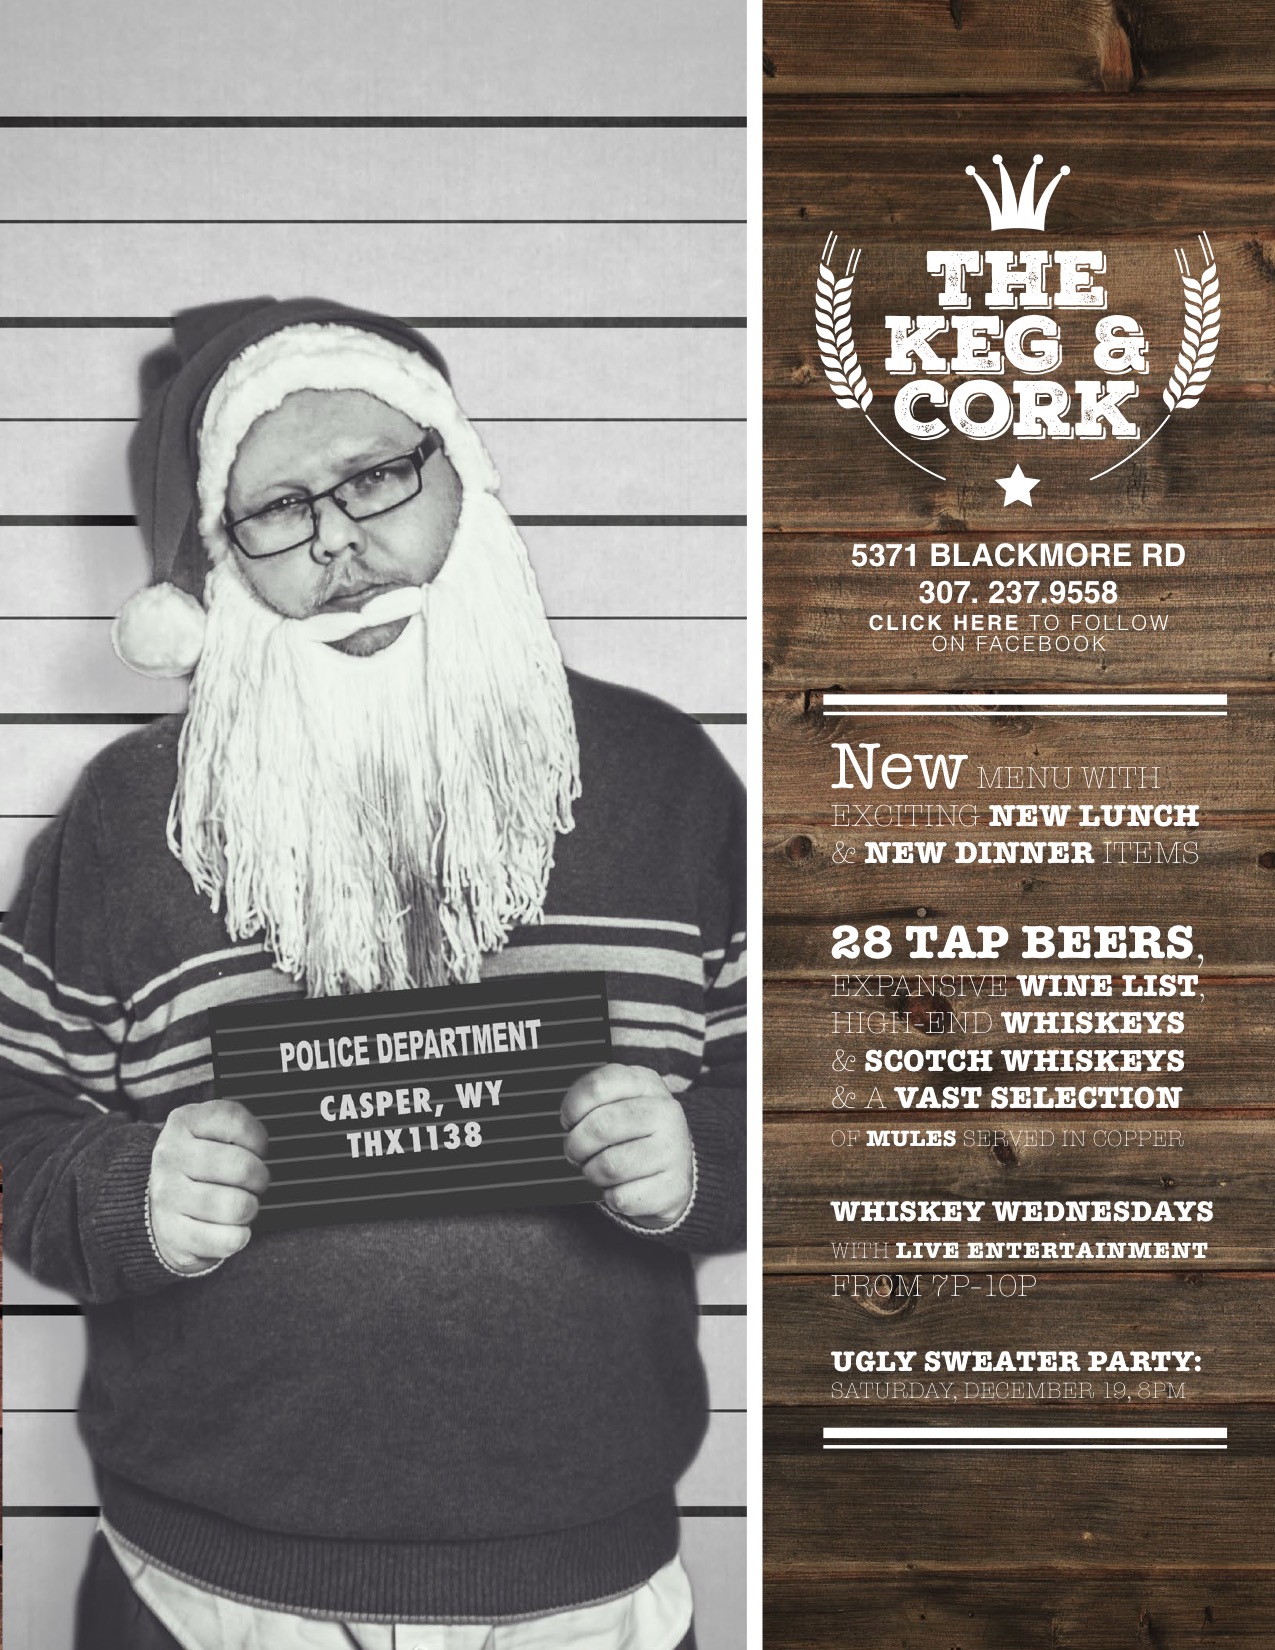 POLICE DEPARTMENT
CASPER, WY
THX1138
THE
KEG &
CORK
5371 BLACKMORE RD
307. 237.9558
CLICK HERE TO FOLLOW
ON FACEBOOK
New MENU WITH
EXCITING NEW LUNCH
& NEW DINNER ITEMS
28 TAP BEERS,
EXPANSIVE WINE LIST,
HIGH-END WHISKEYS
& SCOTCH WHISKEYS
& A VAST SELECTION
OF MULES SERVED IN COPPER
WHISKEY WEDNESDAYS
WITH LIVE ENTERTAINMENT
FROM 7P-10P
UGLY SWEATER PARTY:
SATURDAY, DECEMBER 19, 8PM